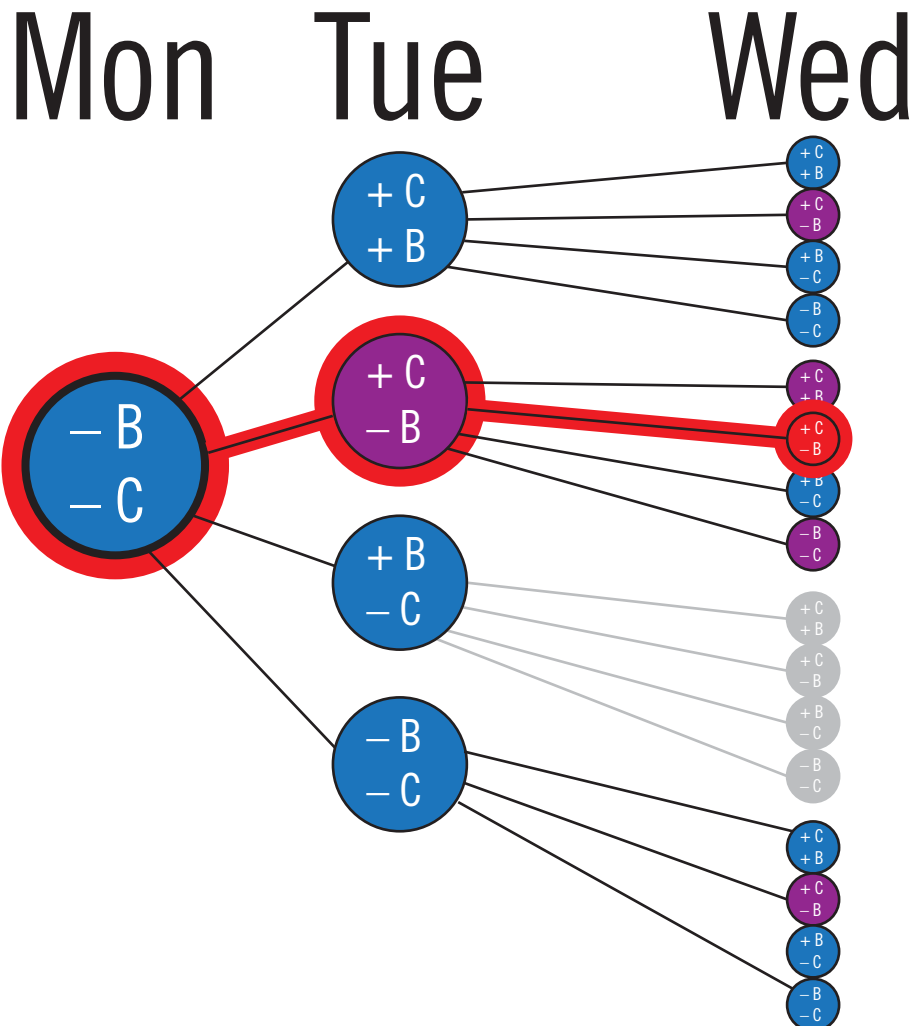 Mon Tue Wed
– B
– C
+ C
+ B
+ C
– B
+ B
– C
– B
– C
+ C
+ B
+ C
– B
+ B
– C
– B
– C
+ C
+ B
+ C
– B
+ B
– C
– B
– C
+ C
+ B
+ C
– B
+ B
– C
– B
– C
+ C
+ B
+ C
– B
+ B
– C
– B
– C